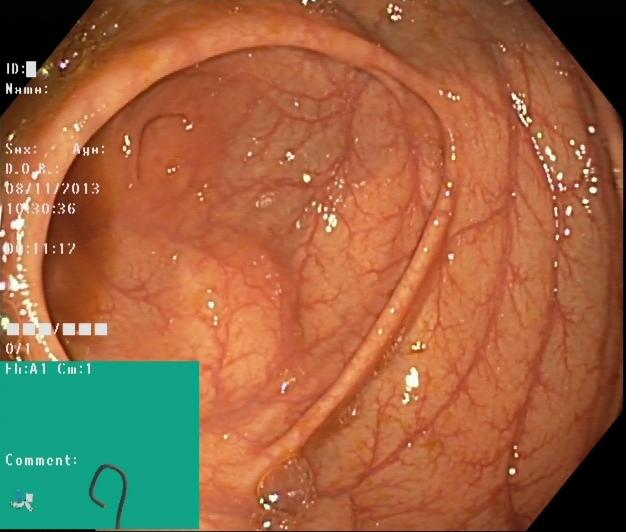 ID:
Name:
Sex: Age:
D.O.B.:
08/11/2013
10:30:36
00:11:17
/
0/1
Eh:A1 Cm:1
Comment: